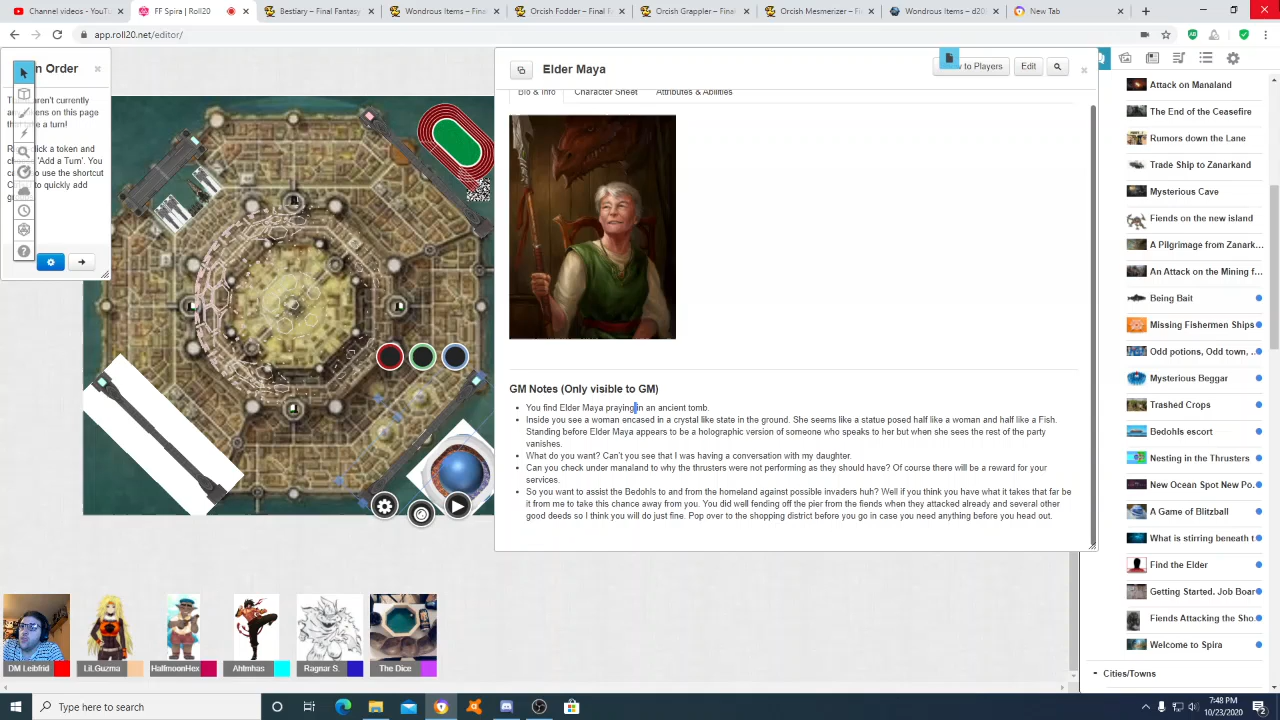 Channel videos - YouTube
FF Spira | Roll20
Bestiary – Final Fantasy
Wondrous Items – Final
Orcish Fodder – Final F
Orcish Grappler – Final
Orcish Mesmerizer – Fi
Wondrous Items – d20
New Tab
app.roll20.net/editor/
n Order
Elder Maya
to Players
Edit
Bio & Info
Character Sheet
Attributes & Abilities
GM Notes (Only visible to GM)
You find Elder Maya praying in an ancient tomb.
Inside you see a woman encased in a crystal like state in the ground. She seems like a statue posed half like a woman and half like a Fish.
Standing before Elder Maya appears to be a holographic version of someone who speaks to her but when she sees the rest of the party
vanishes.
What do you want? Can't you see that I was having a conversation with my daughter.
Can you check under manaland to why the thrusters were not performing as they should have? Of course there will be a reward for your
services.
So you want to assist the Bedohls to and from the homeland against possible invaders huh? Well if you think you have what it takes that far be
it from me to take this chance away from you. You did well fending off the pier from the fiends when they attacked already and several other
good deeds so I think you will do just fine. Pop over to the shopping district before you go in case you need anything before you head out.
Attack on Manaland
The End of the Ceasefire
Rumors down the Lane
Trade Ship to Zanarkand
Mysterious Cave
Fiends on the new island
A Pilgrimage from Zanark...
An Attack on the Mining f...
Being Bait
Missing Fishermen Ships
Odd potions, Odd town, ...
Mysterious Beggar
Trashed Crops
Bedohls escort
Nesting in the Thrusters
New Ocean Spot New Po..
A Game of Blitzball
What is stirring beneath t
Find the Elder
Getting Started. Job Boar
Fiends Attacking the Sho.
Welcome to Spira
Cities/Towns
DM Leibfrid
LiLGuzma
HalfmoonHex
AhImhas
Ragnar S.
The Dice
Type here to search
7:48 PM
10/23/2020
2